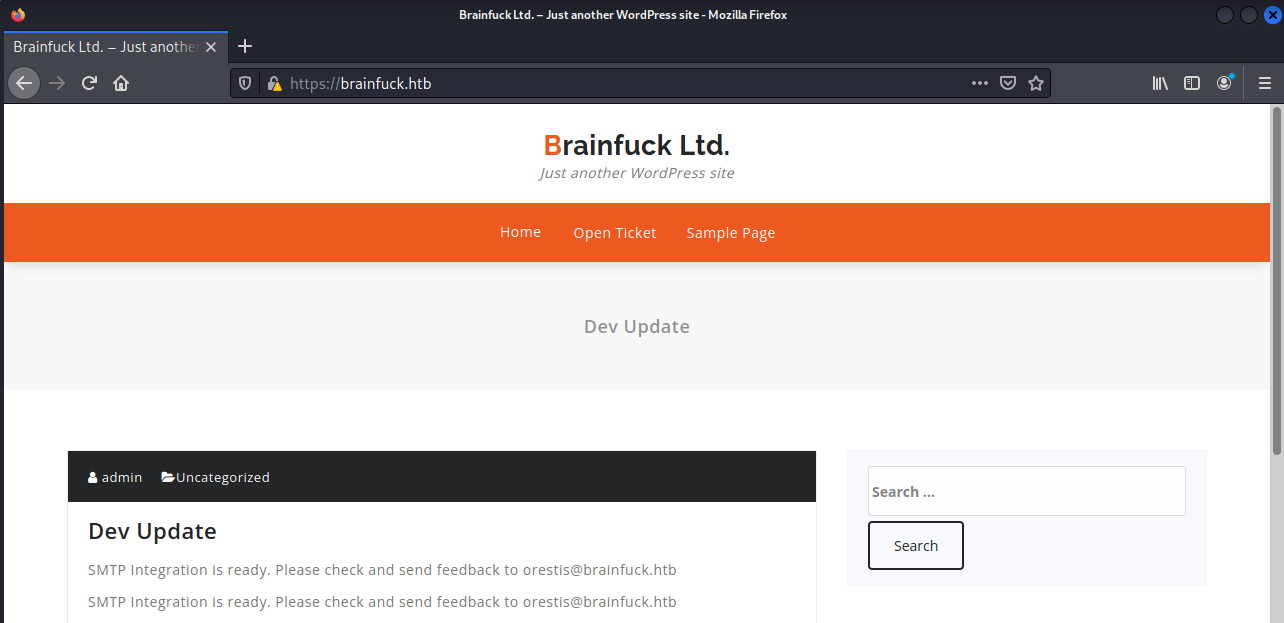 Brainfuck Ltd. – Just another WordPress site - Mozilla Firefox
Brainfuck Ltd. – Just anothe
https://brainfuck.htb
Brainfuck Ltd.
Just another WordPress site
Home Open Ticket Sample Page
Dev Update
admin Uncategorized
Dev Update
SMTP Integration is ready. Please check and send feedback to orestis@brainfuck.htb
SMTP Integration is ready. Please check and send feedback to orestis@brainfuck.htb
Search ...
Search